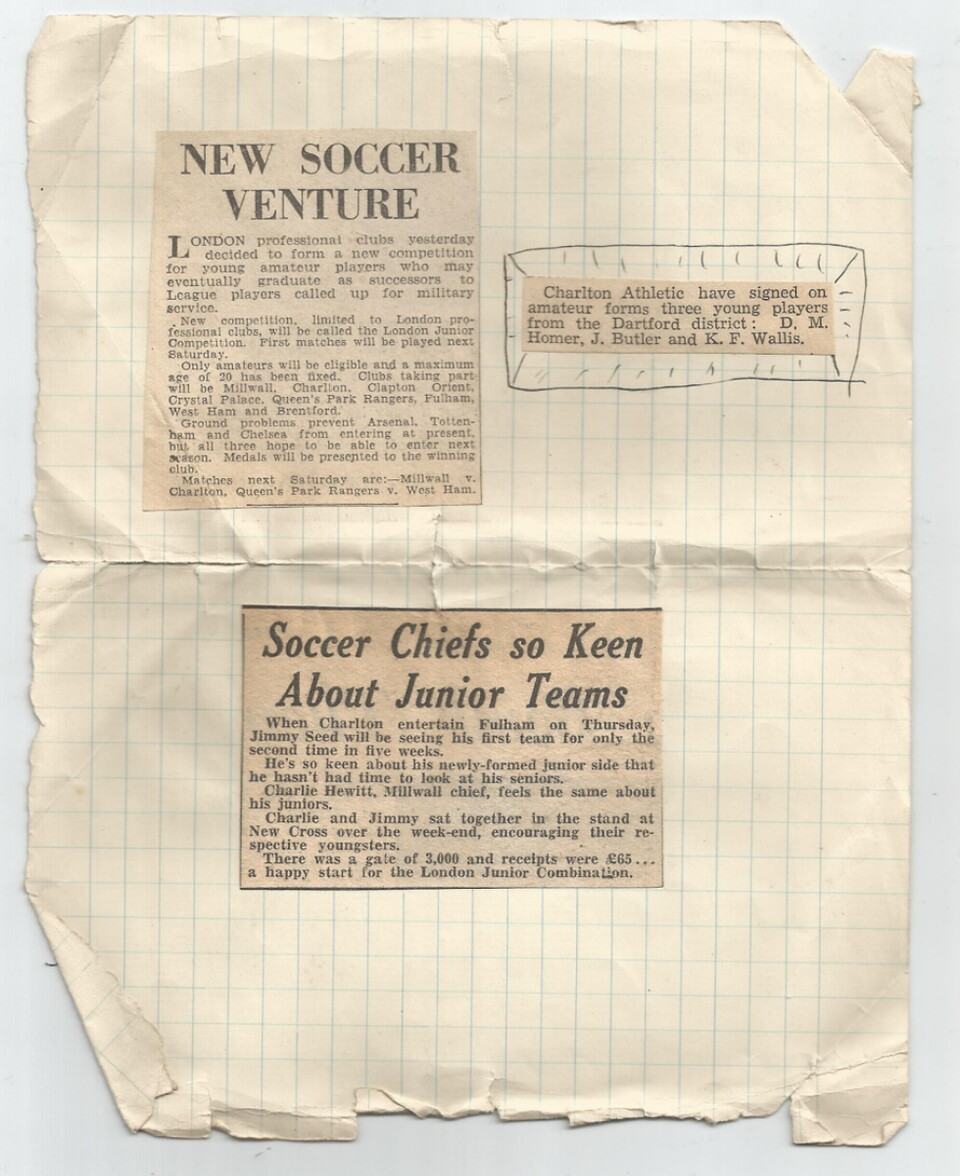 NEW SOCCER
VENTURE
LONDON professional clubs yesterday
decided to form a new competition
for young amateur players who may
eventually graduate as successors to
League players called up for military
service.
New competition, limited to London pro-
fessional clubs, will be called the London Junior
Competition. First matches will be played next
Saturday.
Only amateurs will be eligible and a maximum
age of 20 has been fixed. Clubs taking part
will be Millwall, Charlton, Clapton Orient,
Crystal Palace, Queen's Park Rangers, Fulham,
West Ham and Brentford.
Ground problems prevent Arsenal, Totten-
ham and Chelsea from entering at present,
but all three hope to be able to enter next
season. Medals will be presented to the winning
club.
Matches next Saturday are:—Millwall v.
Charlton, Queen's Park Rangers v. West Ham.
Charlton Athletic have signed on
amateur forms three young players
from the Dartford district: D. M.
Homer, J. Butler and K. F. Wallis.
Soccer Chiefs so Keen
About Junior Teams
When Charlton entertain Fulham on Thursday,
Jimmy Seed will be seeing his first team for only the
second time in five weeks.
He's so keen about his newly-formed junior side that
he hasn't had time to look at his seniors.
Charlie Hewitt, Millwall chief, feels the same about
his juniors.
Charlie and Jimmy sat together in the stand at
New Cross over the week-end, encouraging their re-
spective youngsters.
There was a gate of 3,000 and receipts were £65...
a happy start for the London Junior Combination.